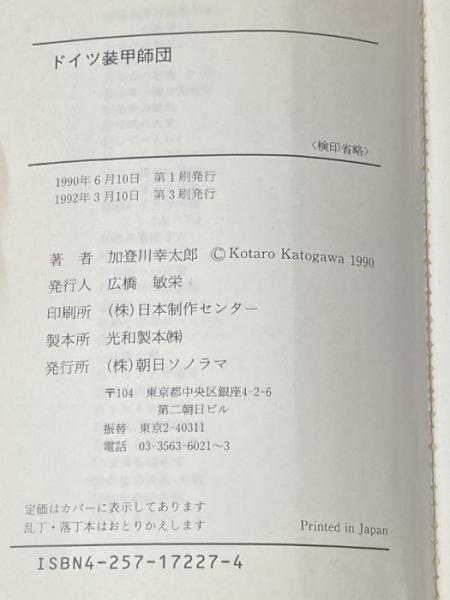 ドイツ装甲師団
〈検印省略〉
1990年6月10日 第1刷発行
1992年3月10日 第3刷発行
著者 加登川幸太郎 ©Kotaro Katogawa 1990
発行人 広橋 敏栄
印刷所 (株)日本制作センター
製本所 光和製本㈱
発行所 (株)朝日ソノラマ
〒104 東京都中央区銀座4-2-6
第二朝日ビル
振替 東京2-40311
電話 03-3563-6021～3
定価はカバーに表示してあります
乱丁・落丁本はおとりかえします
Printed in Japan
ISBN4-257-17227-4